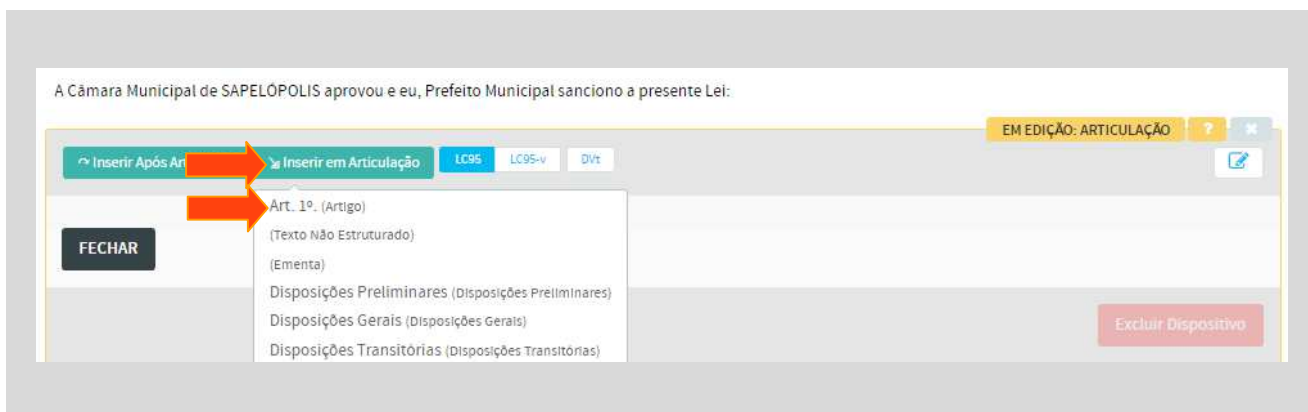 A Câmara Municipal de SAPELÓPOLIS aprovou e eu, Prefeito Municipal sanciono a presente Lei:
EM EDIÇÃO: ARTICULAÇÃO ? ×
Inserir Após Inserir em Articulação LC95 LC95-v DVt
Art. 1º. (Artigo)
(Texto Não Estruturado)
FECHAR
(Ementa)
Disposições Preliminares (Disposições Preliminares)
Disposições Gerais (Disposições Gerais)
Excluir Dispositivo
Disposições Transitórias (Disposições Transitórias)